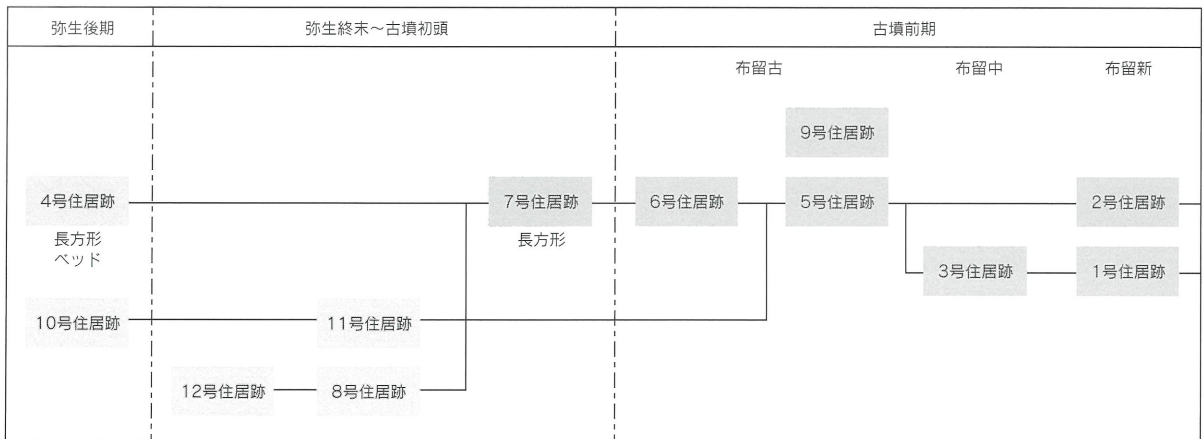 弥生後期
弥生終末～古墳初頭
古墳前期
布留古
布留中
布留新
9号住居跡
4号住居跡
7号住居跡
6号住居跡
5号住居跡
2号住居跡
長方形
ベッド
長方形
3号住居跡
1号住居跡
10号住居跡
11号住居跡
12号住居跡
8号住居跡